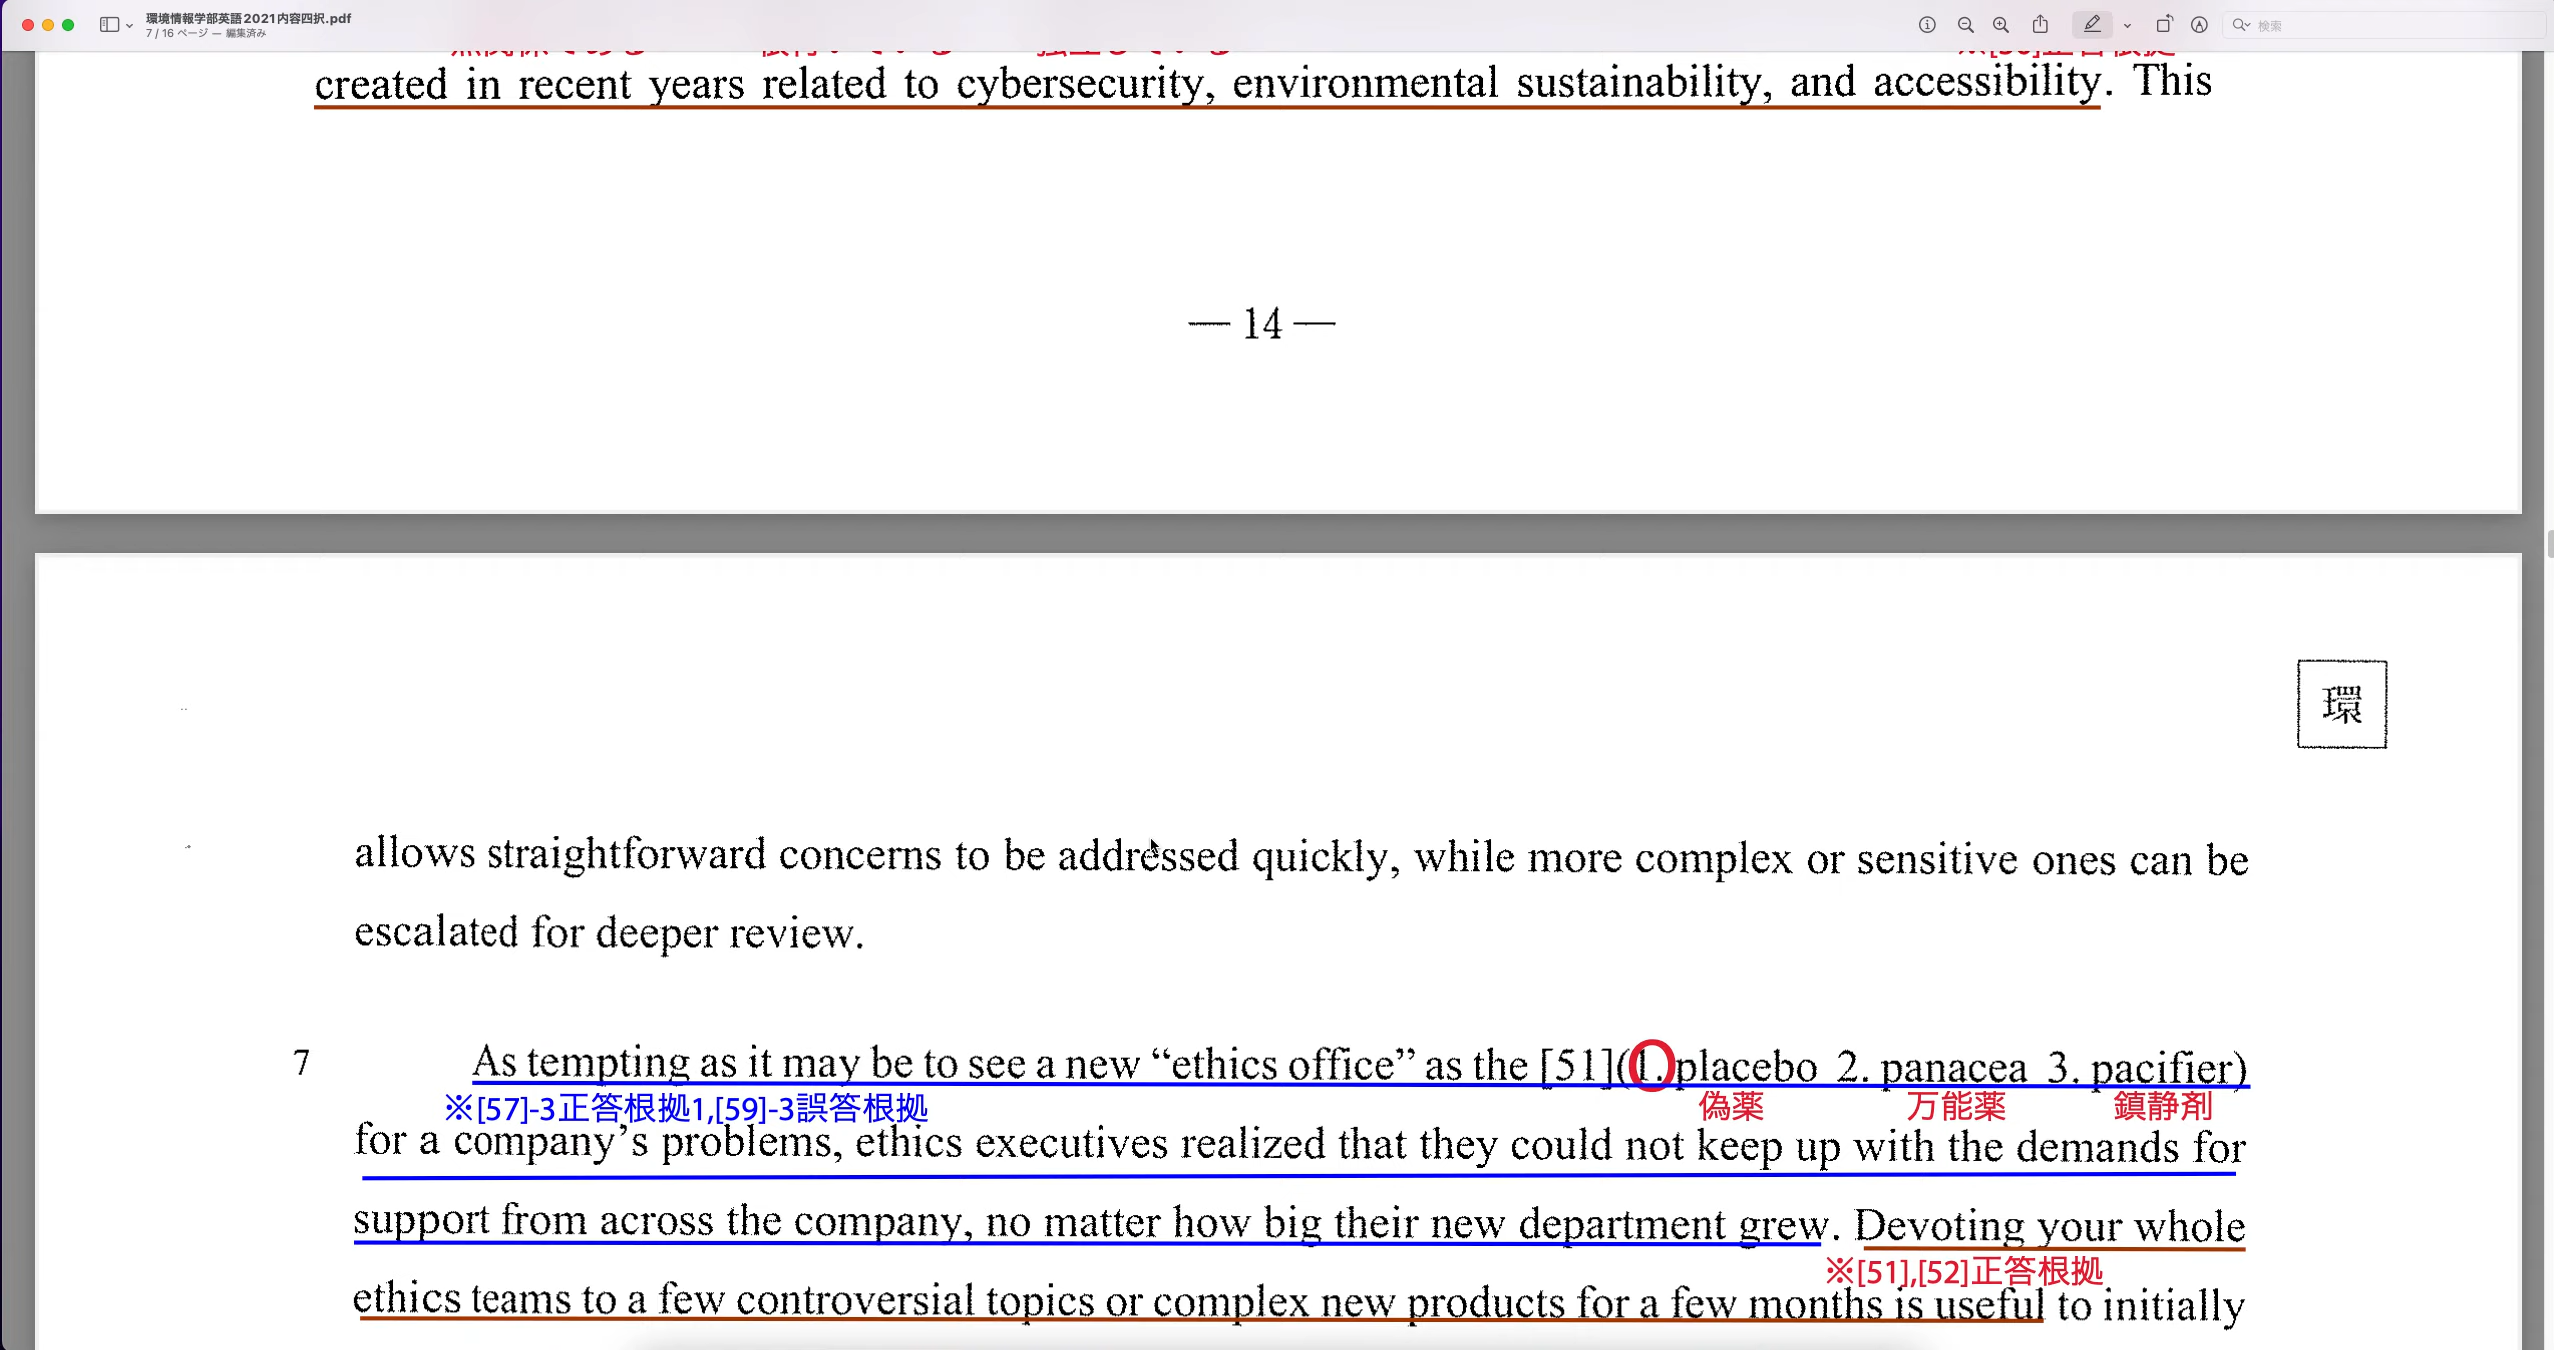 環境情報学部英語2021内容四択.pdf
7 / 16 ページ — 編集済み
検索
created in recent years related to cybersecurity, environmental sustainability, and accessibility. This
— 14 —
環
allows straightforward concerns to be addressed quickly, while more complex or sensitive ones can be
escalated for deeper review.
7 As tempting as it may be to see a new “ethics office” as the [51](1. placebo 2. panacea 3. pacifier)
※[57]-3正答根拠1,[59]-3誤答根拠 偽薬 万能薬 鎮静剤
for a company’s problems, ethics executives realized that they could not keep up with the demands for
support from across the company, no matter how big their new department grew. Devoting your whole
※[51],[52]正答根拠
ethics teams to a few controversial topics or complex new products for a few months is useful to initially